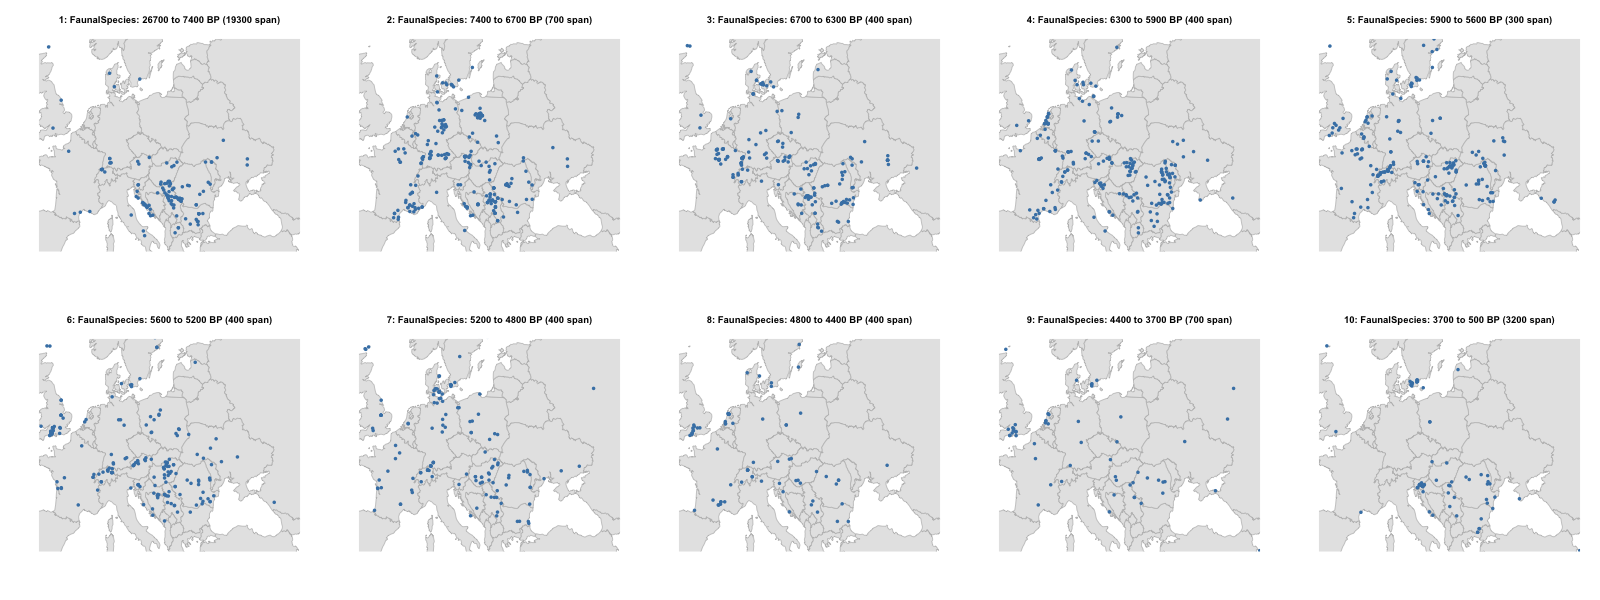 1: FaunalSpecies: 26700 to 7400 BP (19300 span)
2: FaunalSpecies: 7400 to 6700 BP (700 span)
3: FaunalSpecies: 6700 to 6300 BP (400 span)
4: FaunalSpecies: 6300 to 5900 BP (400 span)
5: FaunalSpecies: 5900 to 5600 BP (300 span)
6: FaunalSpecies: 5600 to 5200 BP (400 span)
7: FaunalSpecies: 5200 to 4800 BP (400 span)
8: FaunalSpecies: 4800 to 4400 BP (400 span)
9: FaunalSpecies: 4400 to 3700 BP (700 span)
10: FaunalSpecies: 3700 to 500 BP (3200 span)